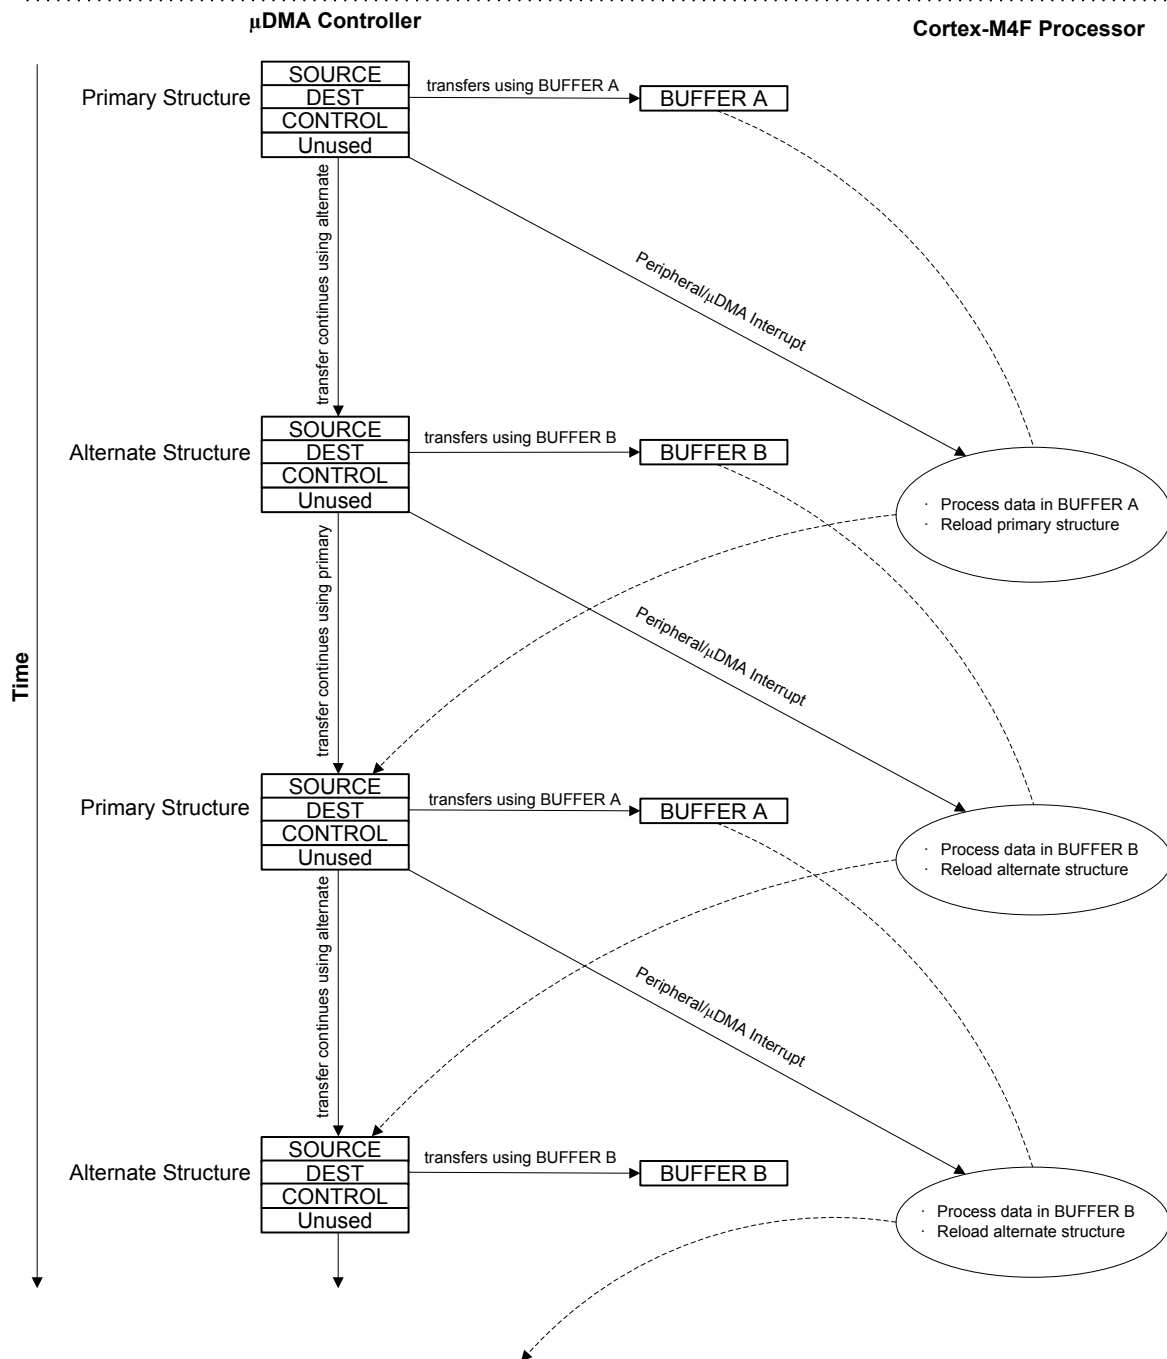 µDMA Controller
Cortex-M4F Processor
SOURCE
Primary Structure
DEST
transfers using BUFFER A
BUFFER A
CONTROL
Unused
transfer continues using alternate
Peripheral/µDMA Interrupt
SOURCE
Alternate Structure
DEST
transfers using BUFFER B
BUFFER B
CONTROL
Unused
· Process data in BUFFER A
· Reload primary structure
transfer continues using primary
Peripheral/µDMA Interrupt
Time
SOURCE
Primary Structure
DEST
transfers using BUFFER A
BUFFER A
CONTROL
Unused
· Process data in BUFFER B
· Reload alternate structure
transfer continues using alternate
Peripheral/µDMA Interrupt
SOURCE
Alternate Structure
DEST
transfers using BUFFER B
BUFFER B
CONTROL
Unused
· Process data in BUFFER B
· Reload alternate structure